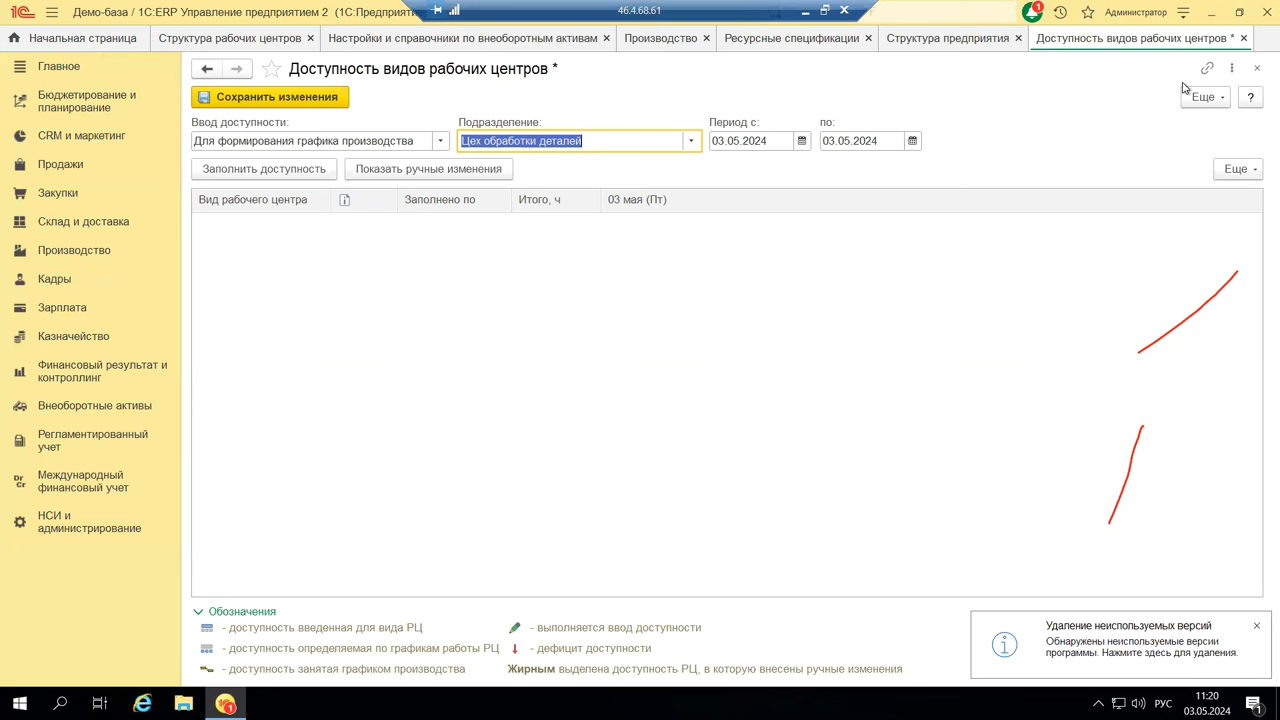 Демо-база / 1С:ERP Управление предприятием 2 (1С:Предприяти
46.4.68.61
1
Администратор
Начальная страница
Структура рабочих центров ×
Настройки и справочники по внеоборотным активам ×
Производство ×
Ресурсные спецификации ×
Структура предприятия ×
Доступность видов рабочих центров * ×
Главное
Бюджетирование и
планирование
CRM и маркетинг
Продажи
Закупки
Склад и доставка
Производство
Кадры
Зарплата
Казначейство
Финансовый результат и
контроллинг
Внеоборотные активы
Регламентированный
учет
Международный
финансовый учет
НСИ и
администрирование
Доступность видов рабочих центров *
Сохранить изменения
Еще
?
Ввод доступности:
Подразделение:
Период с:
по:
Для формирования графика производства
Цех обработки деталей
03.05.2024
03.05.2024
Заполнить доступность
Показать ручные изменения
Еще
Вид рабочего центра
Заполнено по
Итого, ч
03 мая (Пт)
Обозначения
- доступность введенная для вида РЦ
- выполняется ввод доступности
- доступность определяемая по графикам работы РЦ
- дефицит доступности
- доступность занятая графиком производства
Жирным выделена доступность РЦ, в которую внесены ручные изменения
Удаление неиспользуемых версий
Обнаружены неиспользуемые версии
программы. Нажмите здесь для удаления.
РУС
11:20
03.05.2024
1